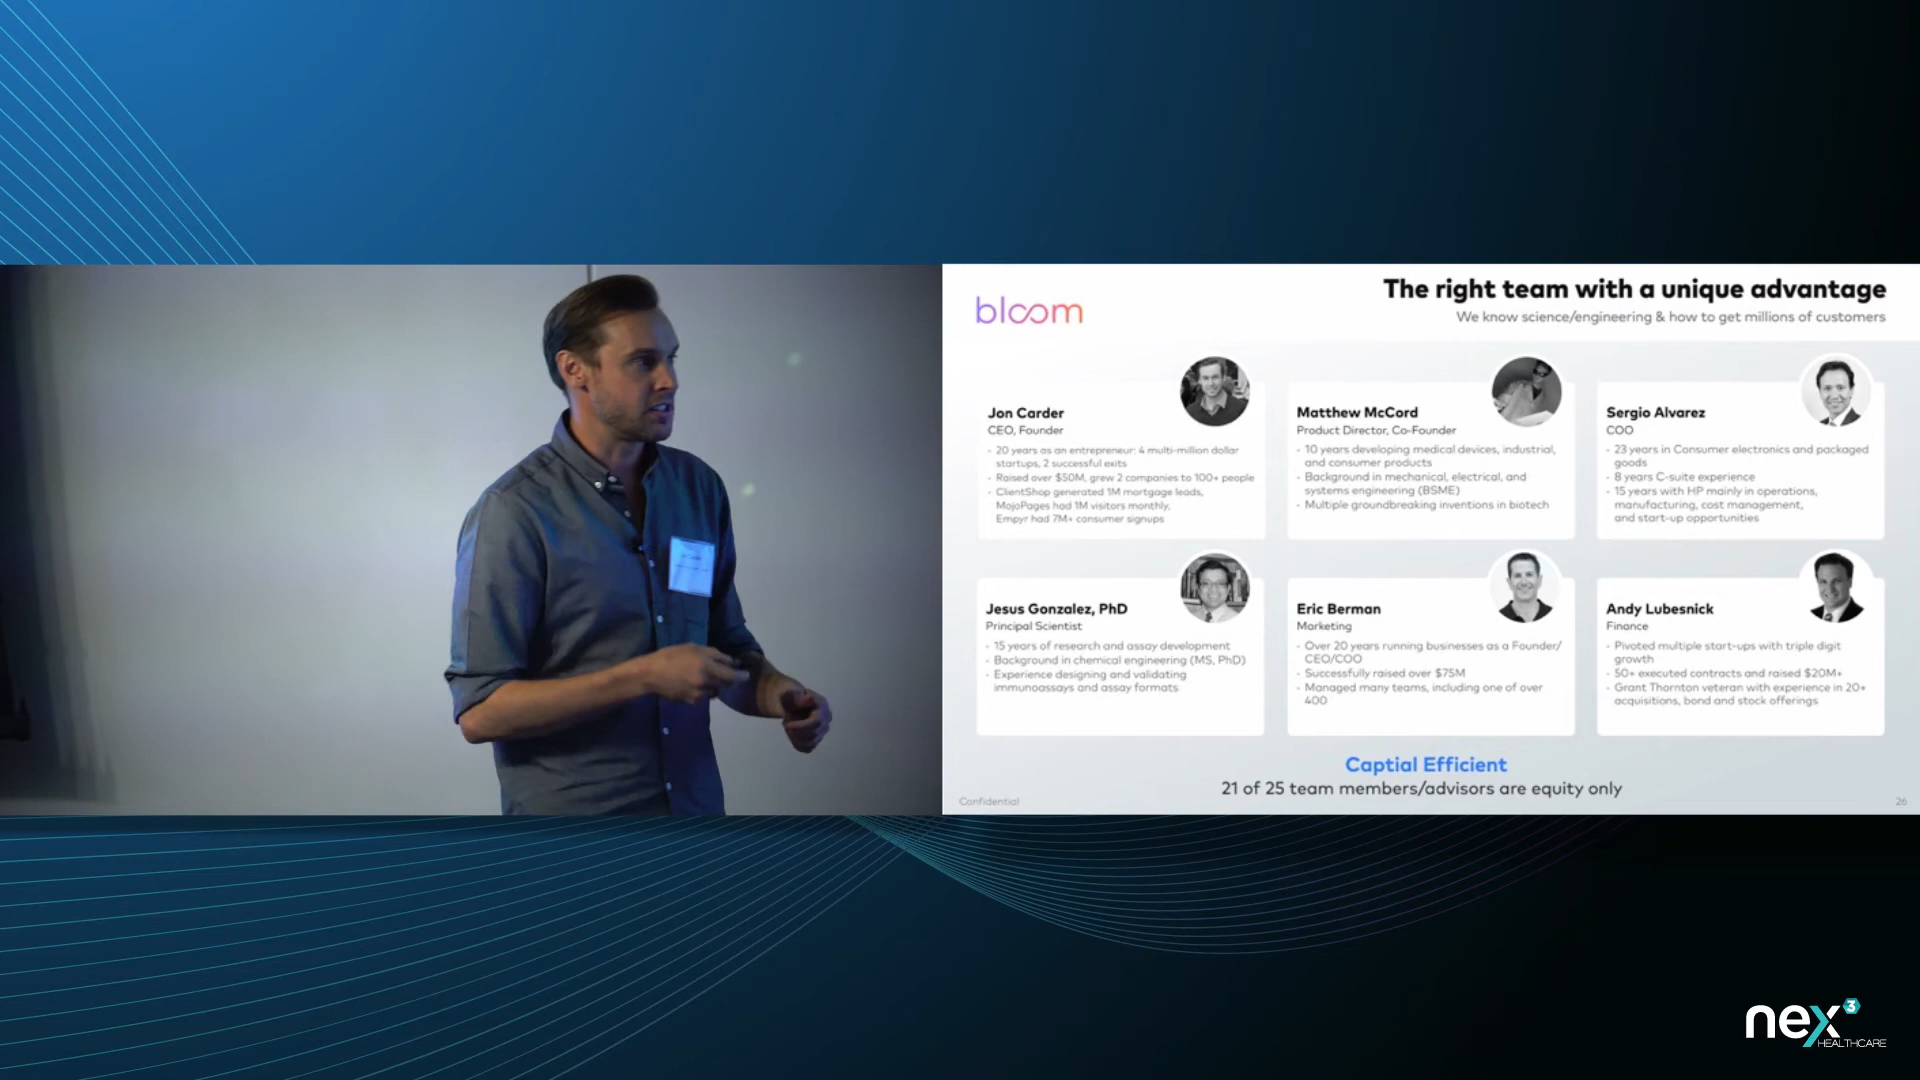 bloom
The right team with a unique advantage
We know science/engineering & how to get millions of customers
Jon Carder
CEO, Founder
- 20 years as an entrepreneur: 4 multi-million dollar
startups, 2 successful exits
- Raised over $50M, grew 2 companies to 100+ people
- ClientShop generated 1M mortgage leads,
MojoPages had 1M visitors monthly,
Empyr had 7M+ consumer signups
Matthew McCord
Product Director, Co-Founder
- 10 years developing medical devices, industrial,
and consumer products
- Background in mechanical, electrical, and
systems engineering (BSME)
- Multiple groundbreaking inventions in biotech
Sergio Alvarez
COO
- 23 years in Consumer electronics and packaged
goods
- 8 years C-suite experience
- 15 years with HP mainly in operations,
manufacturing, cost management,
and start-up opportunities
Jesus Gonzalez, PhD
Principal Scientist
- 15 years of research and assay development
- Background in chemical engineering (MS, PhD)
- Experience designing and validating
immunoassays and assay formats
Eric Berman
Marketing
- Over 20 years running businesses as a Founder/
CEO/COO
- Successfully raised over $75M
- Managed many teams, including one of over
400
Andy Lubesnick
Finance
- Pivoted multiple start-ups with triple digit
growth
- 50+ executed contracts and raised $20M+
- Grant Thornton veteran with experience in 20+
acquisitions, bond and stock offerings
Captial Efficient
21 of 25 team members/advisors are equity only
Confidential
26
nex3
HEALTHCARE